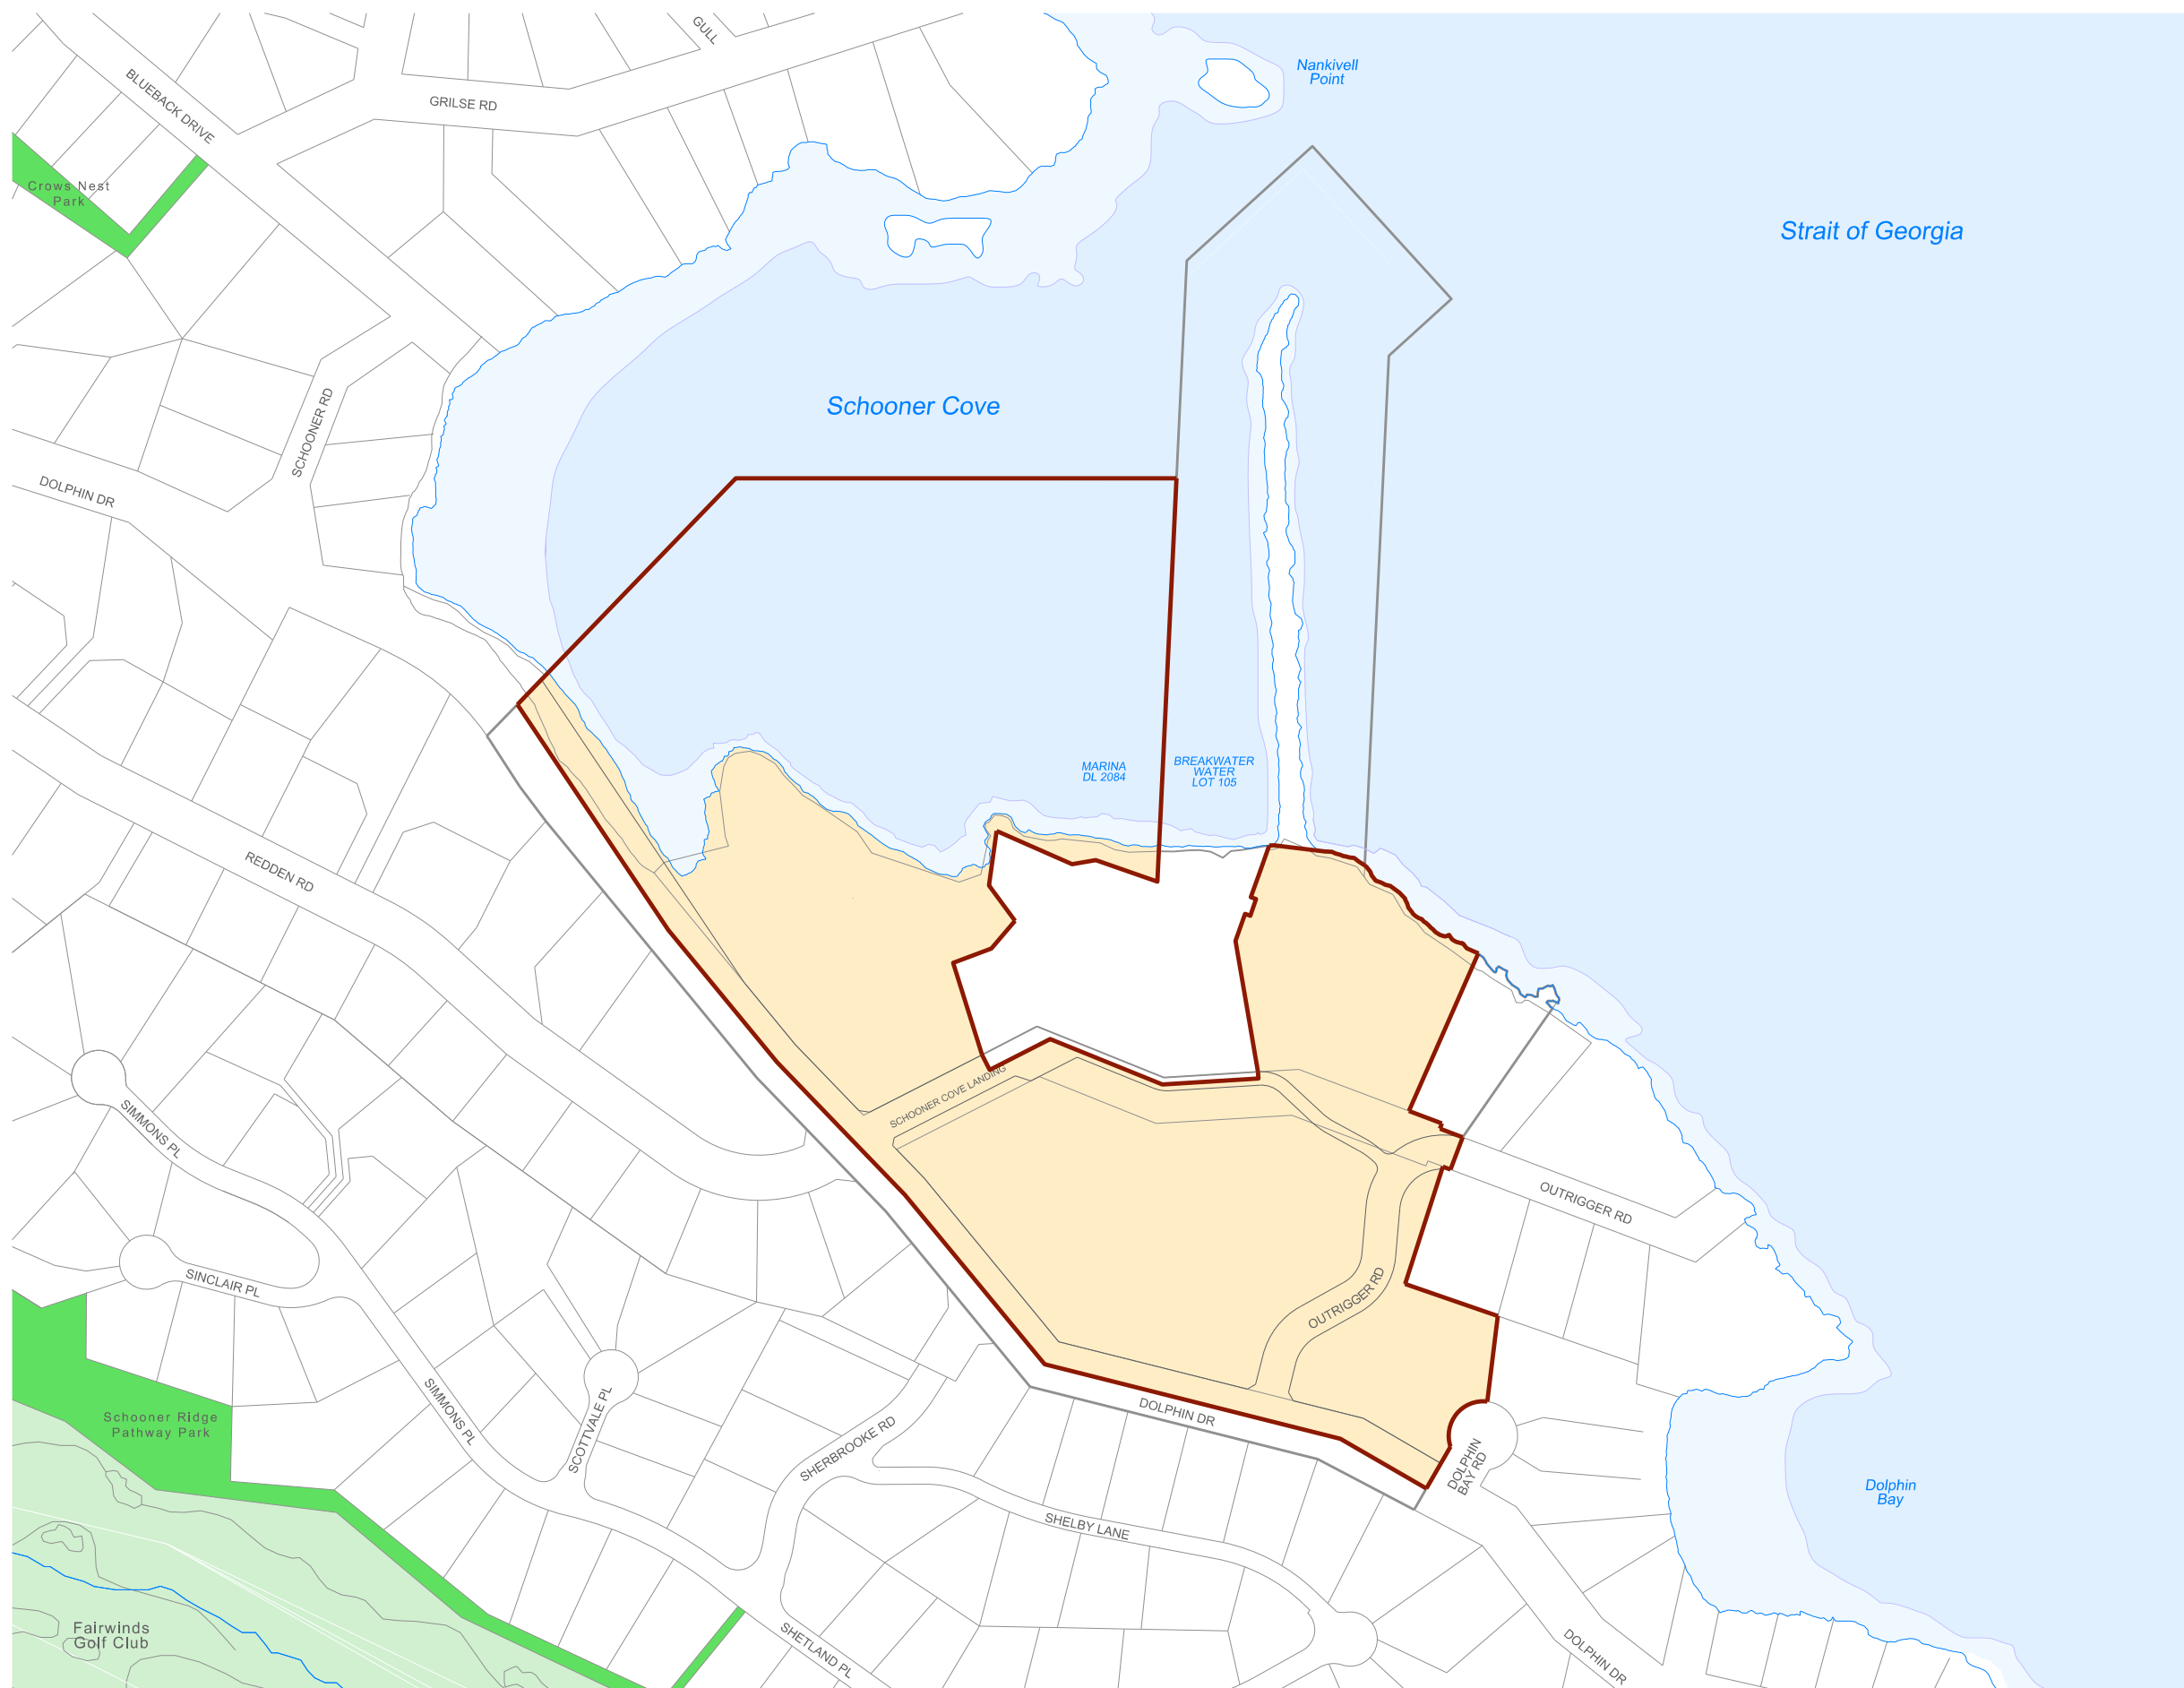 GULL
Nankivell
Point
BLUEBACK DRIVE
GRILSE RD
Crows Nest
Park
Strait of Georgia
Schooner Cove
SCHOONER RD
DOLPHIN DR
MARINA
DL 2084
BREAKWATER
WATER
LOT 105
REDDEN RD
SCHOONER COVE LANDING
SIMMONS PL
OUTRIGGER RD
SINCLAIR PL
OUTRIGGER RD
SIMMONS PL
SCOTTVALE PL
DOLPHIN DR
Schooner Ridge
Pathway Park
SHERBROOKE RD
DOLPHIN
BAY RD
Dolphin
Bay
SHELBY LANE
Fairwinds
Golf Club
SHETLAND PL
DOLPHIN DR